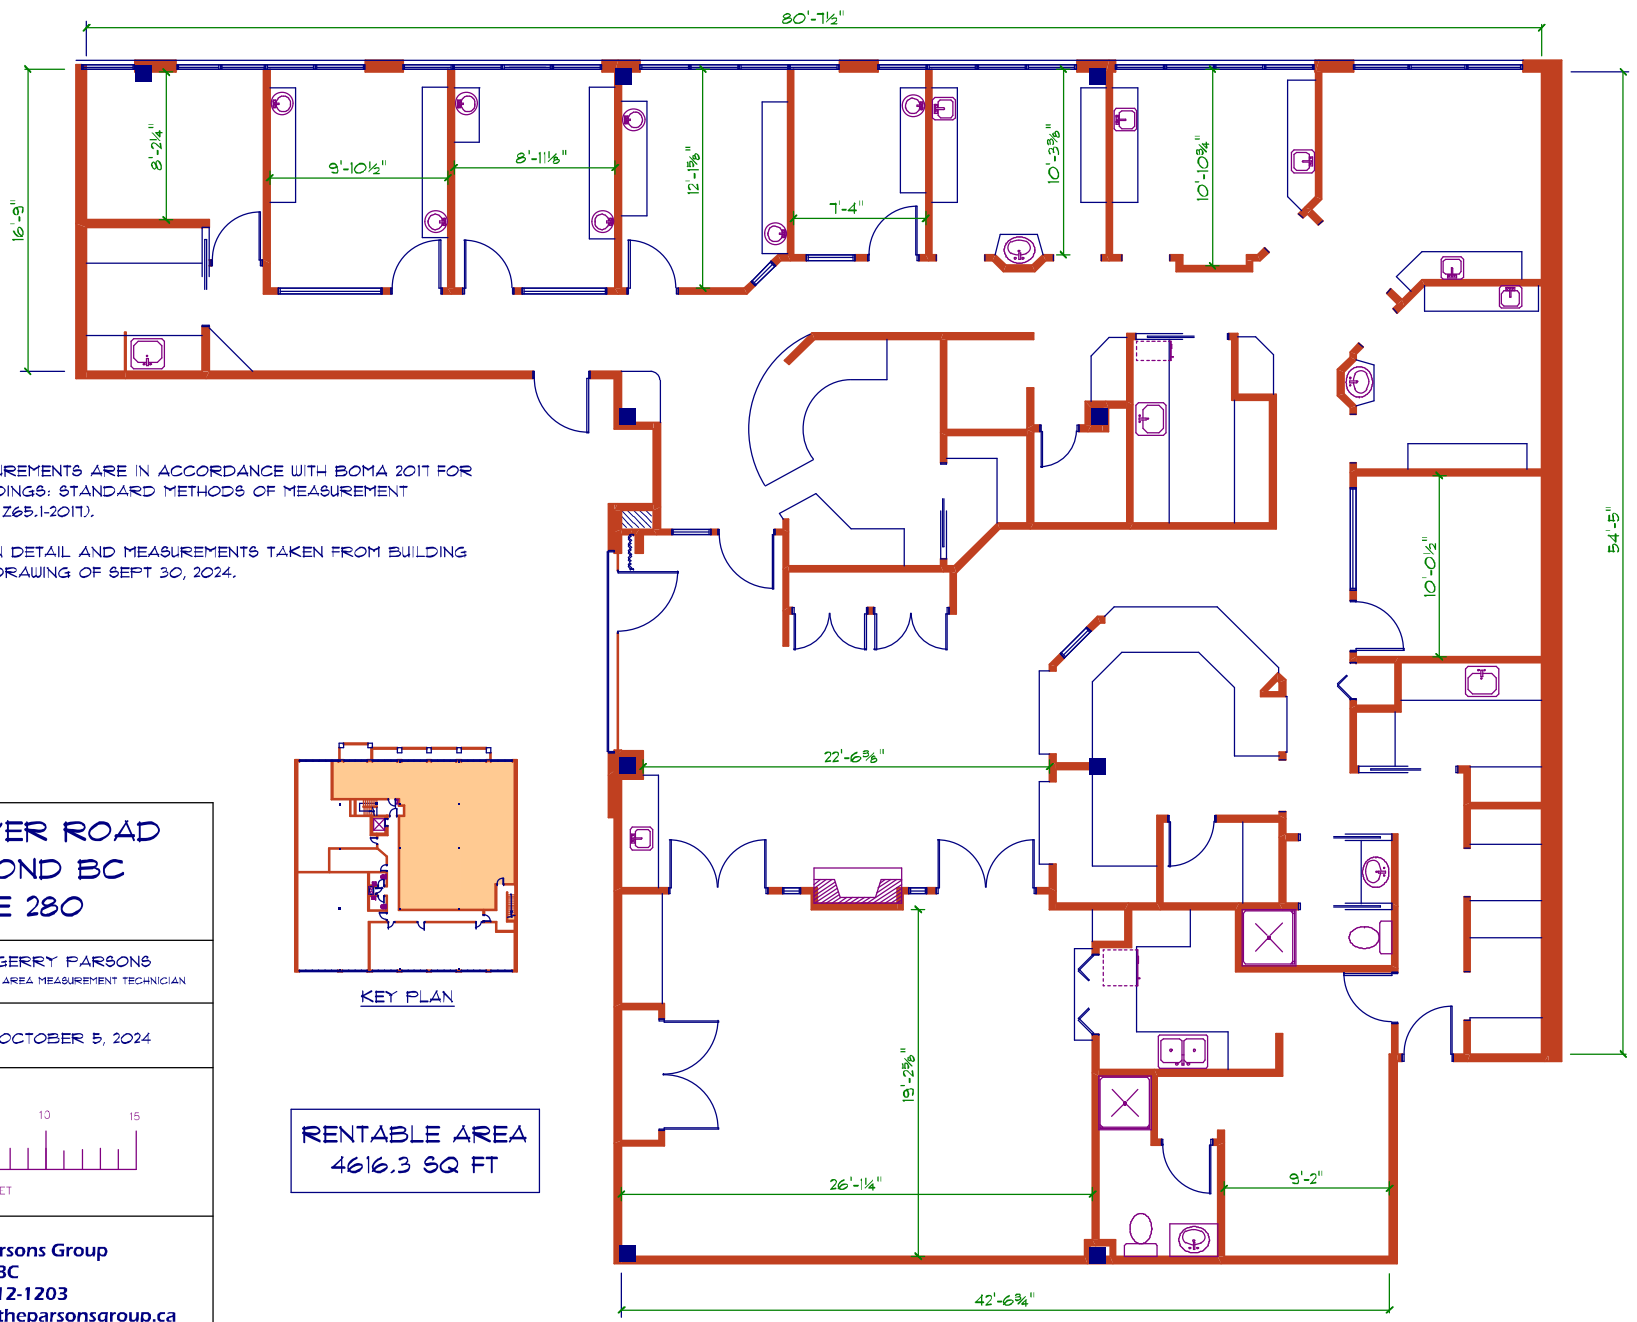 80'-7½"
8'-2¼"
9'-10½"
8'-11⅛"
12'-1⅝"
7'-4"
10'-3⅝"
10'-10¾"
16'-9"
54'-5"
10'-0½"
22'-6⅜"
19'-2⅝"
26'-1¼"
9'-2"
42'-6¾"
UREMENTS ARE IN ACCORDANCE WITH BOMA 2017 FOR
DINGS: STANDARD METHODS OF MEASUREMENT
Z65.1-2017).
N DETAIL AND MEASUREMENTS TAKEN FROM BUILDING
DRAWING OF SEPT 30, 2024.
KEY PLAN
RENTABLE AREA
4616.3 SQ FT
YER ROAD
OND BC
E 280
GERRY PARSONS
AREA MEASUREMENT TECHNICIAN
OCTOBER 5, 2024
10 15
ET
rsons Group
BC
12-1203
theparsonsgroup.ca